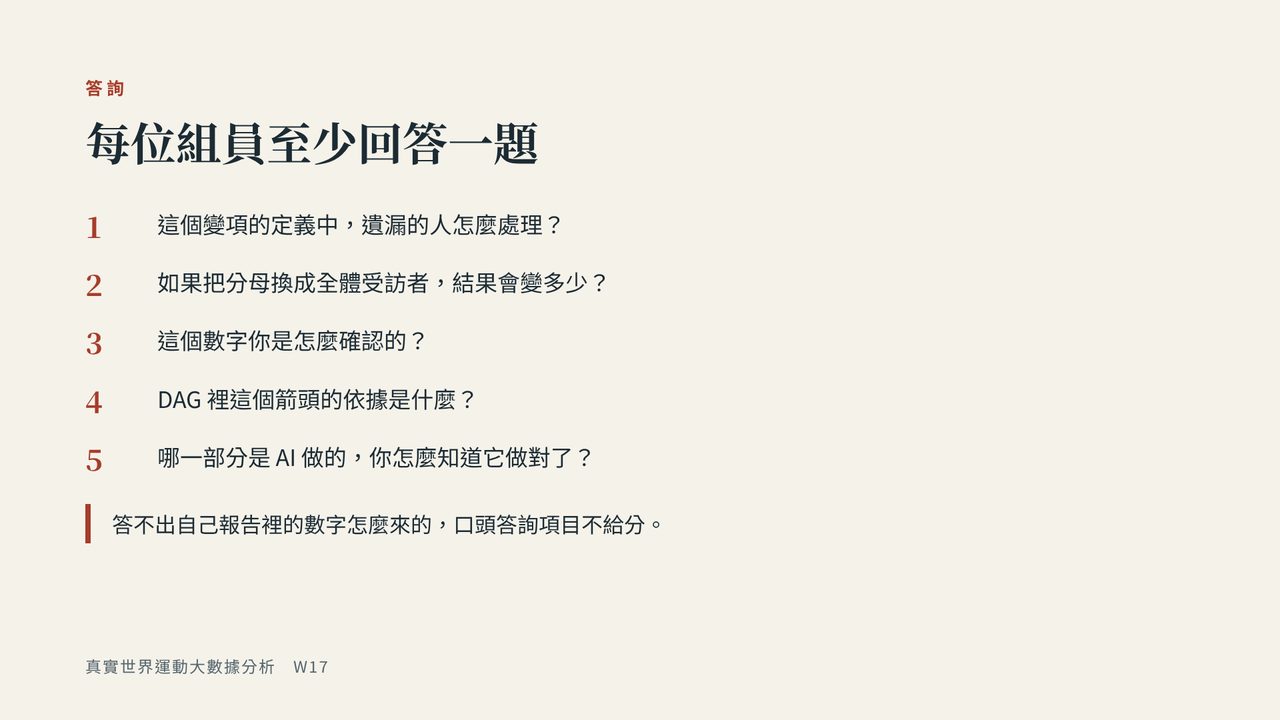 答詢
每位組員至少回答一題
1 這個變項的定義中，遺漏的人怎麼處理？
2 如果把分母換成全體受訪者，結果會變多少？
3 這個數字你是怎麼確認的？
4 DAG 裡這個箭頭的依據是什麼？
5 哪一部分是 AI 做的，你怎麼知道它做對了？
答不出自己報告裡的數字怎麼來的，口頭答詢項目不給分。
真實世界運動大數據分析 W17